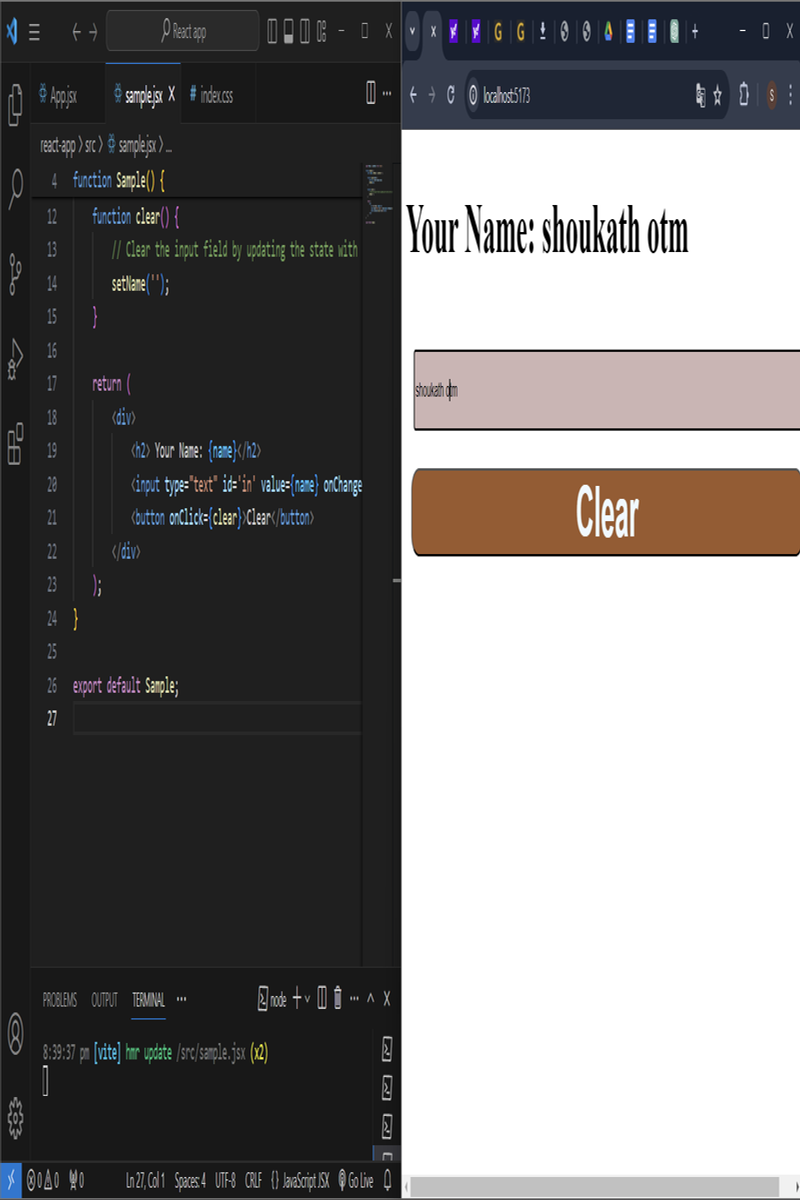 React app
App.jsx
sample.jsx
# index.css
react-app > src > sample.jsx > ...
4 function Sample() {
12 function clear() {
13 // Clear the input field by updating the state with
14 setName('');
15 }
16
17 return (
18 <div>
19 <h2> Your Name: {name}</h2>
20 <input type="text" id='in' value={name} onChange
21 <button onClick={clear}>Clear</button>
22 </div>
23 );
24 }
25
26 export default Sample;
27
PROBLEMS OUTPUT TERMINAL ...
node
8:39:37 pm [vite] hmr update /src/sample.jsx (x2)
0 0 0
Ln 27, Col 1 Spaces: 4 UTF-8 CRLF {} JavaScript JSX Go Live
localhost:5173
S
Your Name: shoukath otm
shoukath otm
Clear